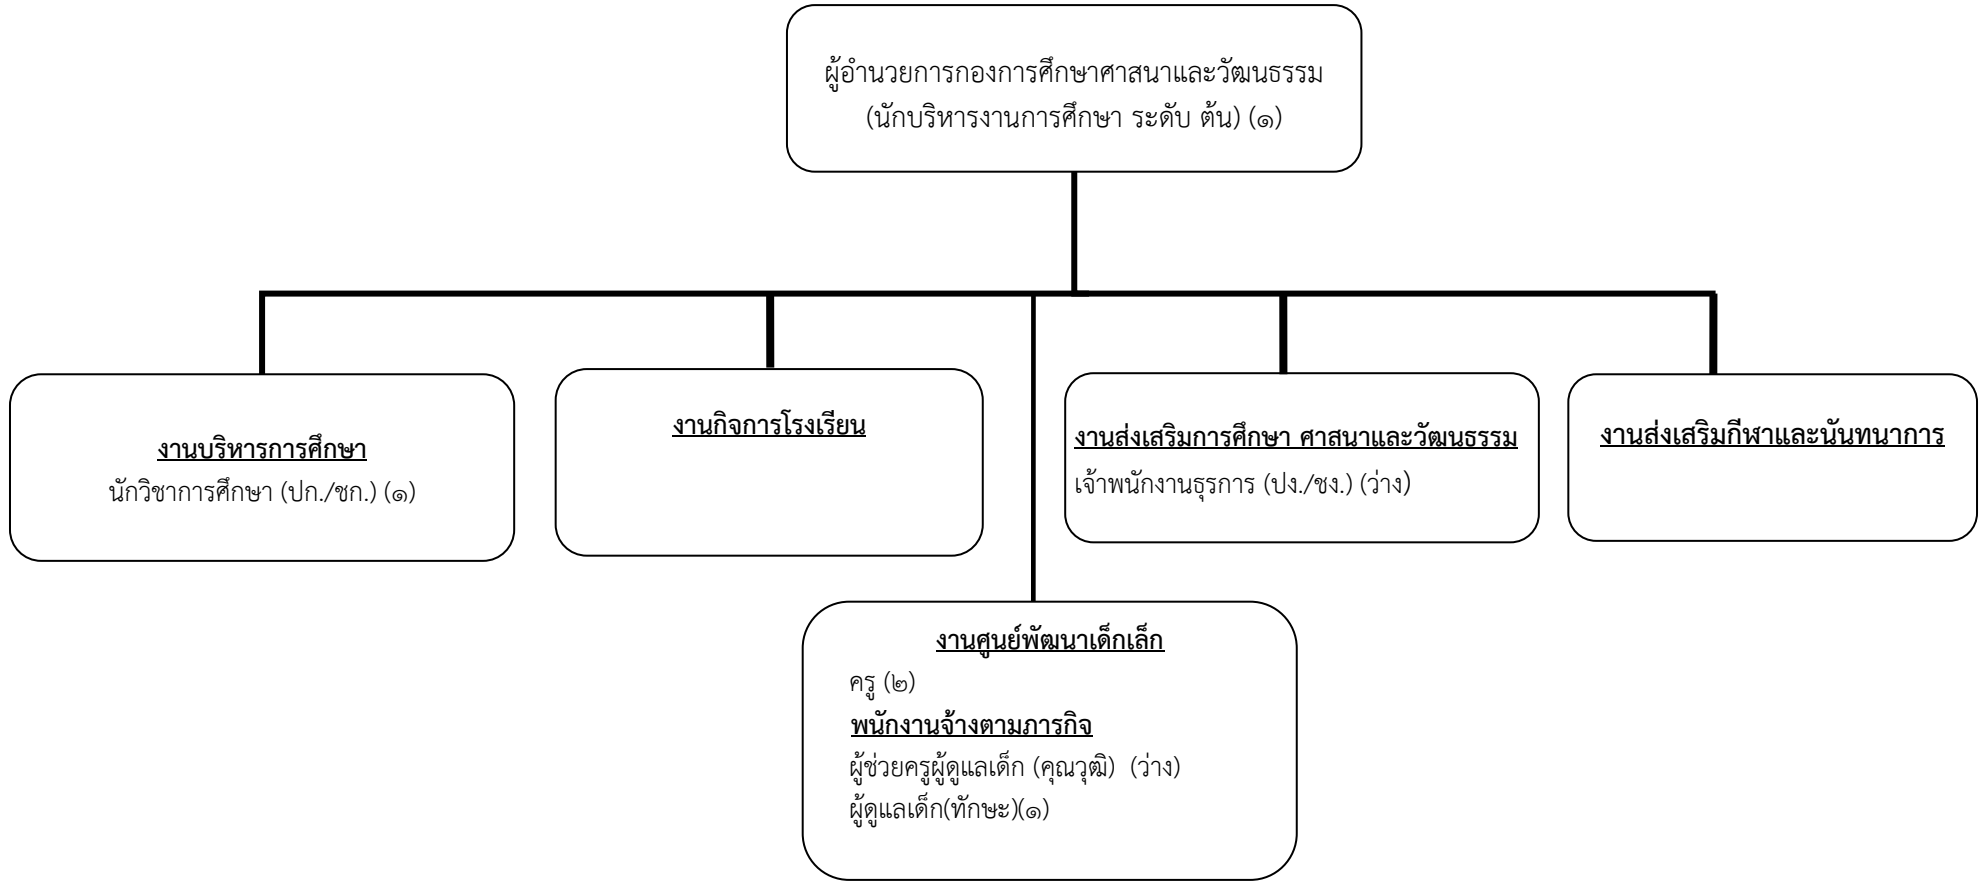 ผู้อำนวยการกองการศึกษาศาสนาและวัฒนธรรม
(นักบริหารงานการศึกษา ระดับ ต้น) (๑)
งานบริหารการศึกษา
นักวิชาการศึกษา (ปก./ชก.) (๑)
งานกิจการโรงเรียน
งานส่งเสริมการศึกษา ศาสนาและวัฒนธรรม
เจ้าพนักงานธุรการ (ปง./ชง.) (ว่าง)
งานส่งเสริมกีฬาและนันทนาการ
งานศูนย์พัฒนาเด็กเล็ก
ครู (๒)
พนักงานจ้างตามภารกิจ
ผู้ช่วยครูผู้ดูแลเด็ก (คุณวุฒิ) (ว่าง)
ผู้ดูแลเด็ก(ทักษะ)(๑)